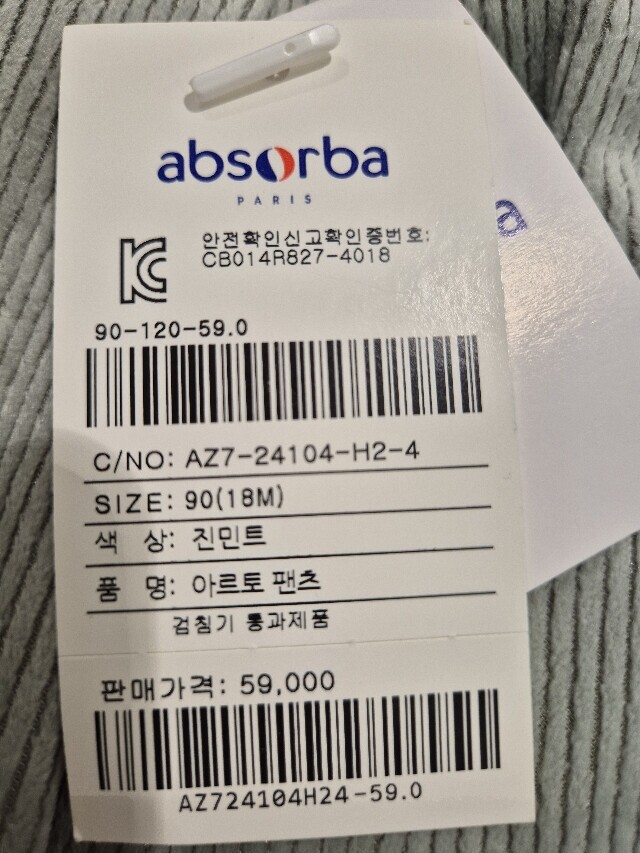 absorba
PARIS
안전확인신고확인증번호:
CB014R827-4018
90-120-59.0
C/NO: AZ7-24104-H2-4
SIZE: 90(18M)
색 상: 진민트
품 명: 아르토 팬츠
검침기 통과제품
판매가격: 59,000
AZ724104H24-59.0
a